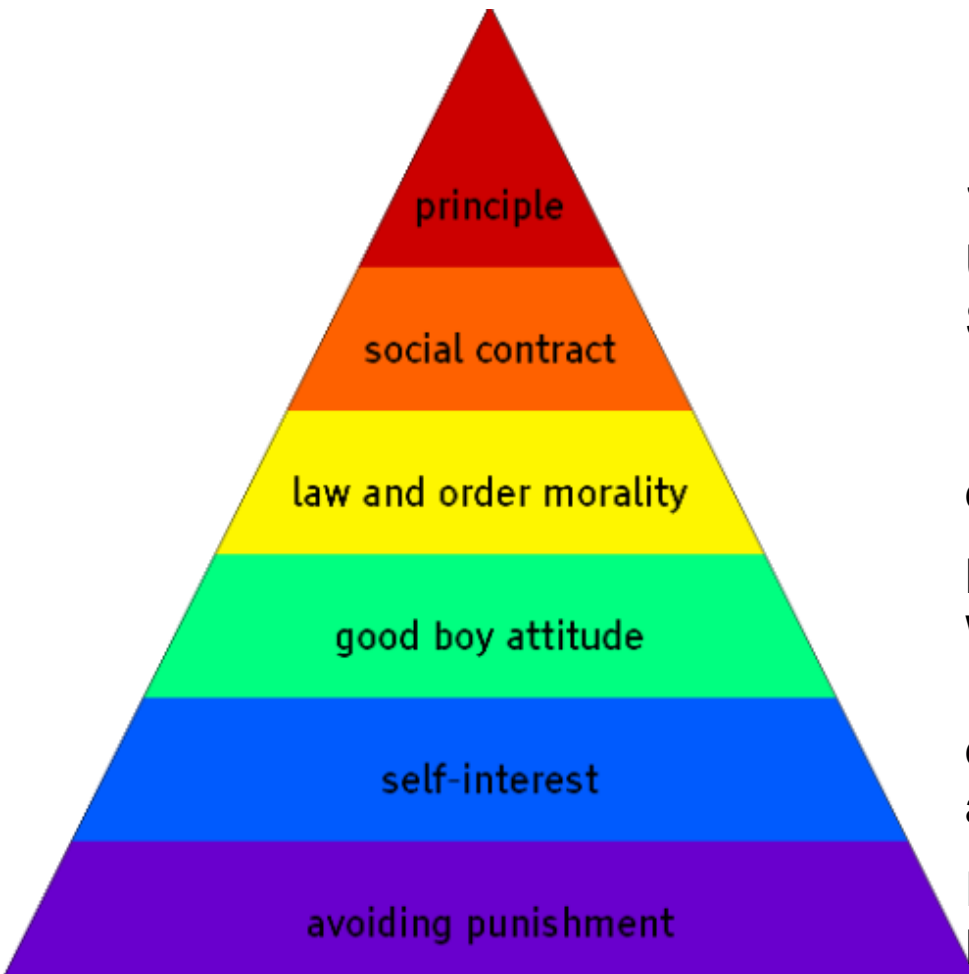 principle
social contract
law and order morality
good boy attitude
self-interest
avoiding punishment